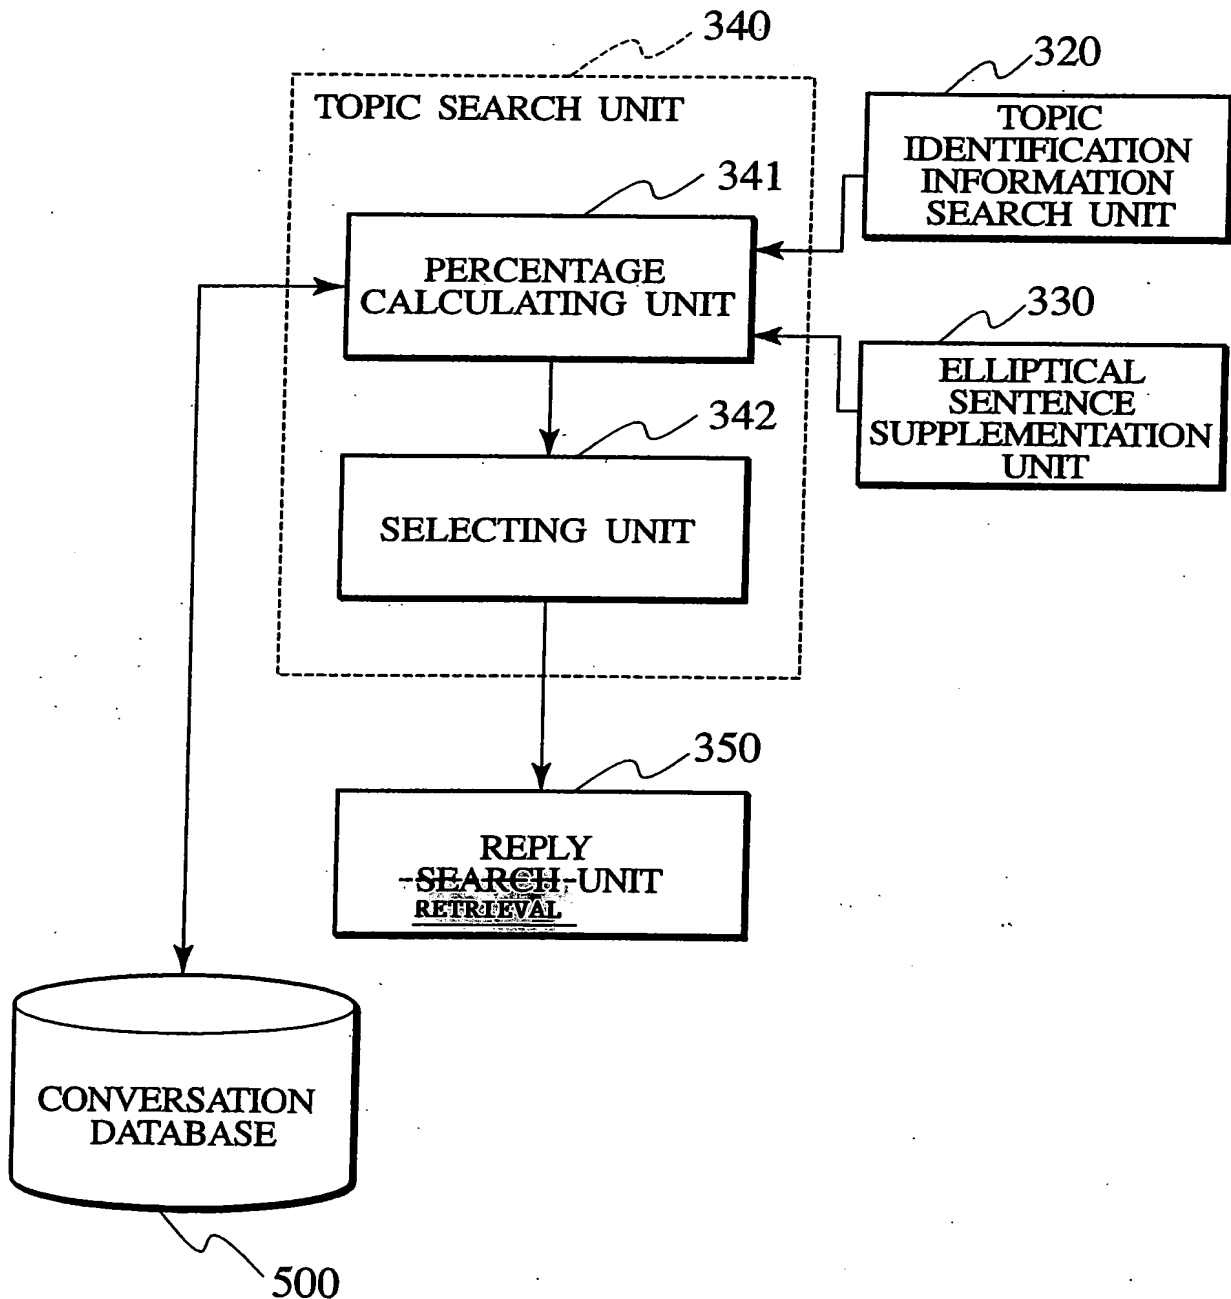 340
320
TOPIC SEARCH UNIT
TOPIC
IDENTIFICATION
INFORMATION
SEARCH UNIT
341
PERCENTAGE
CALCULATING UNIT
330
ELLIPTICAL
SENTENCE
SUPPLEMENTATION
UNIT
342
SELECTING UNIT
350
REPLY
SEARCH UNIT
RETRIEVAL
CONVERSATION
DATABASE
500